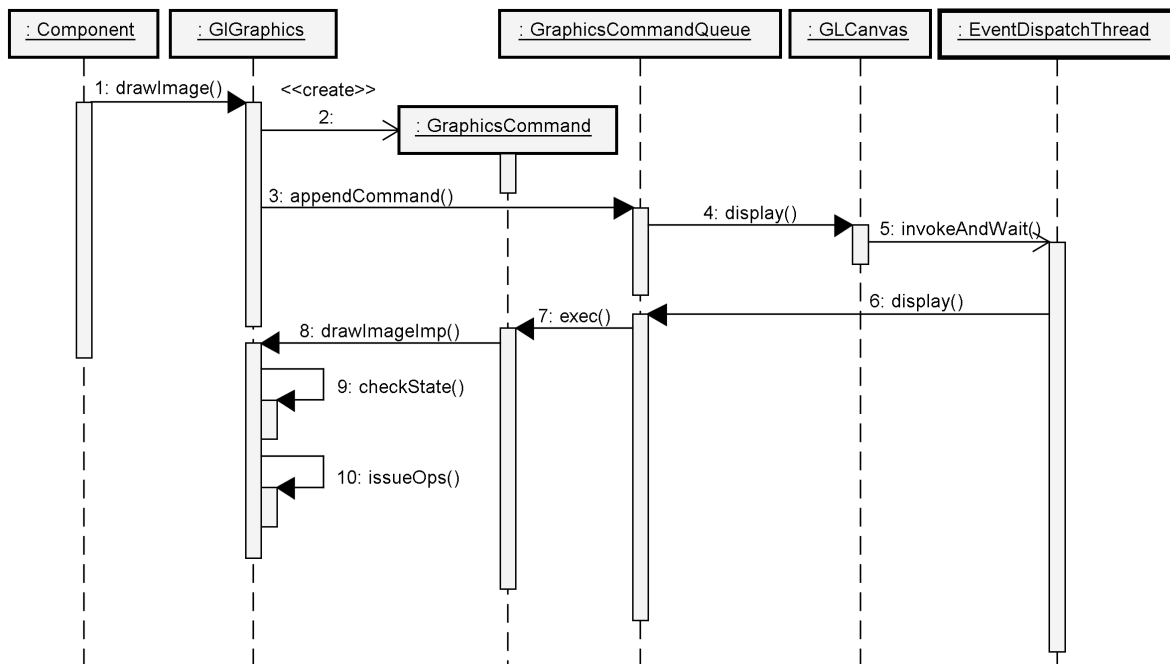 : Component
: GlGraphics
: GraphicsCommandQueue
: GLCanvas
: EventDispatchThread
1: drawImage()
<<create>>
2:
: GraphicsCommand
3: appendCommand()
4: display()
5: invokeAndWait()
6: display()
7: exec()
8: drawImageImp()
9: checkState()
10: issueOps()